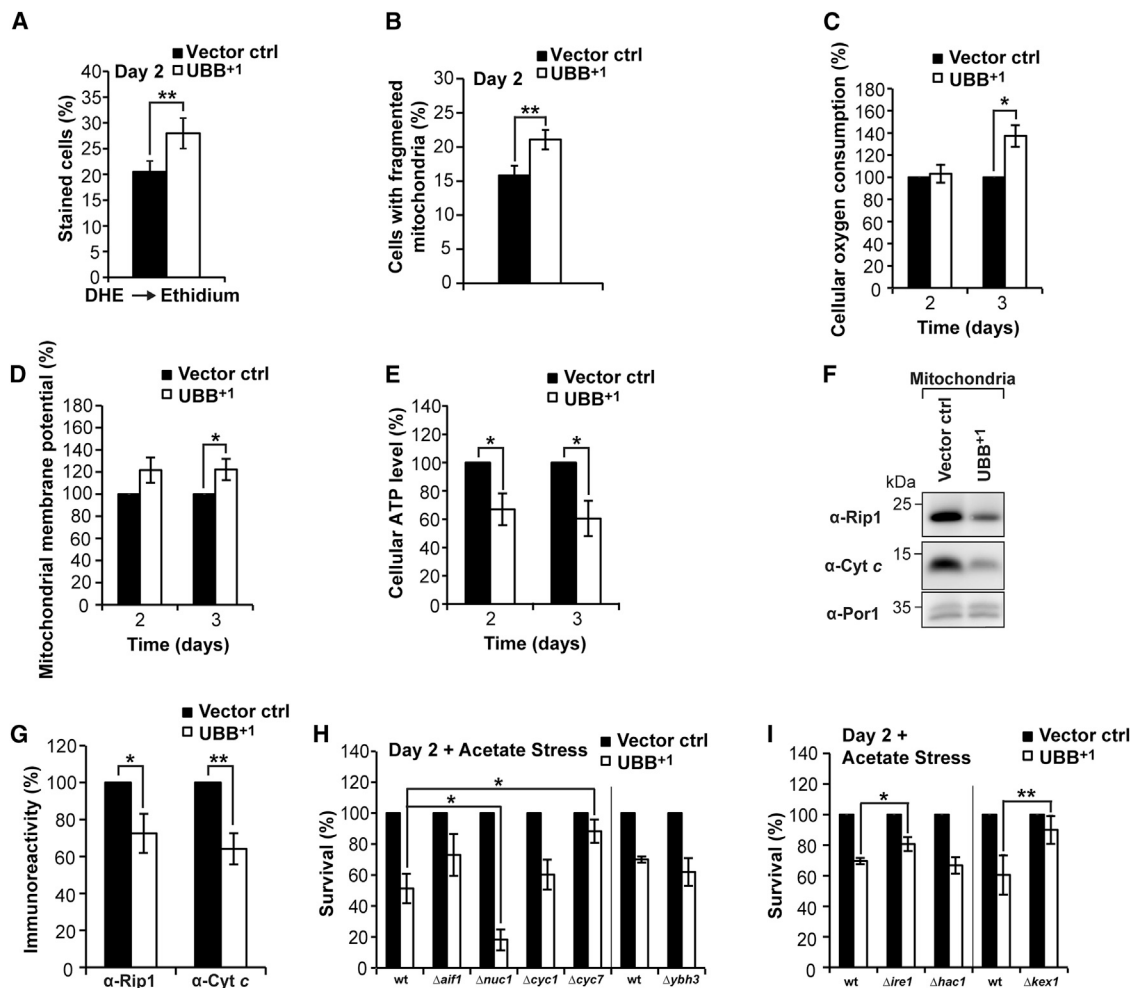 A
Vector ctrl
UBB+1
Day 2
Stained cells (%)
40
35
30
25
20
15
10
5
0
**
DHE → Ethidium
B
Vector ctrl
UBB+1
Day 2
Cells with fragmented
mitochondria (%)
30
25
20
15
10
5
0
**
C
Vector ctrl
UBB+1
Cellular oxygen consumption (%)
180
160
140
120
100
80
60
40
20
0
*
2 3
Time (days)
D
Vector ctrl
UBB+1
Mitochondrial membrane potential (%)
180
160
140
120
100
80
60
40
20
0
*
2 3
Time (days)
E
Vector ctrl
UBB+1
Cellular ATP level (%)
140
120
100
80
60
40
20
0
* *
2 3
Time (days)
F
Mitochondria
Vector ctrl
UBB+1
kDa
25
α-Rip1
15
α-Cyt c
35
α-Por1
G
Vector ctrl
UBB+1
Immunoreactivity (%)
120
100
80
60
40
20
0
* **
α-Rip1 α-Cyt c
H
Day 2 + Acetate Stress
Vector ctrl
UBB+1
Survival (%)
140
120
100
80
60
40
20
0
*
*
wt Δaif1 Δnuc1 Δcyc1 Δcyc7 wt Δybh3
I
Day 2 +
Acetate Stress
Vector ctrl
UBB+1
Survival (%)
140
120
100
80
60
40
20
0
* **
wt Δire1 Δhac1 wt Δkex1